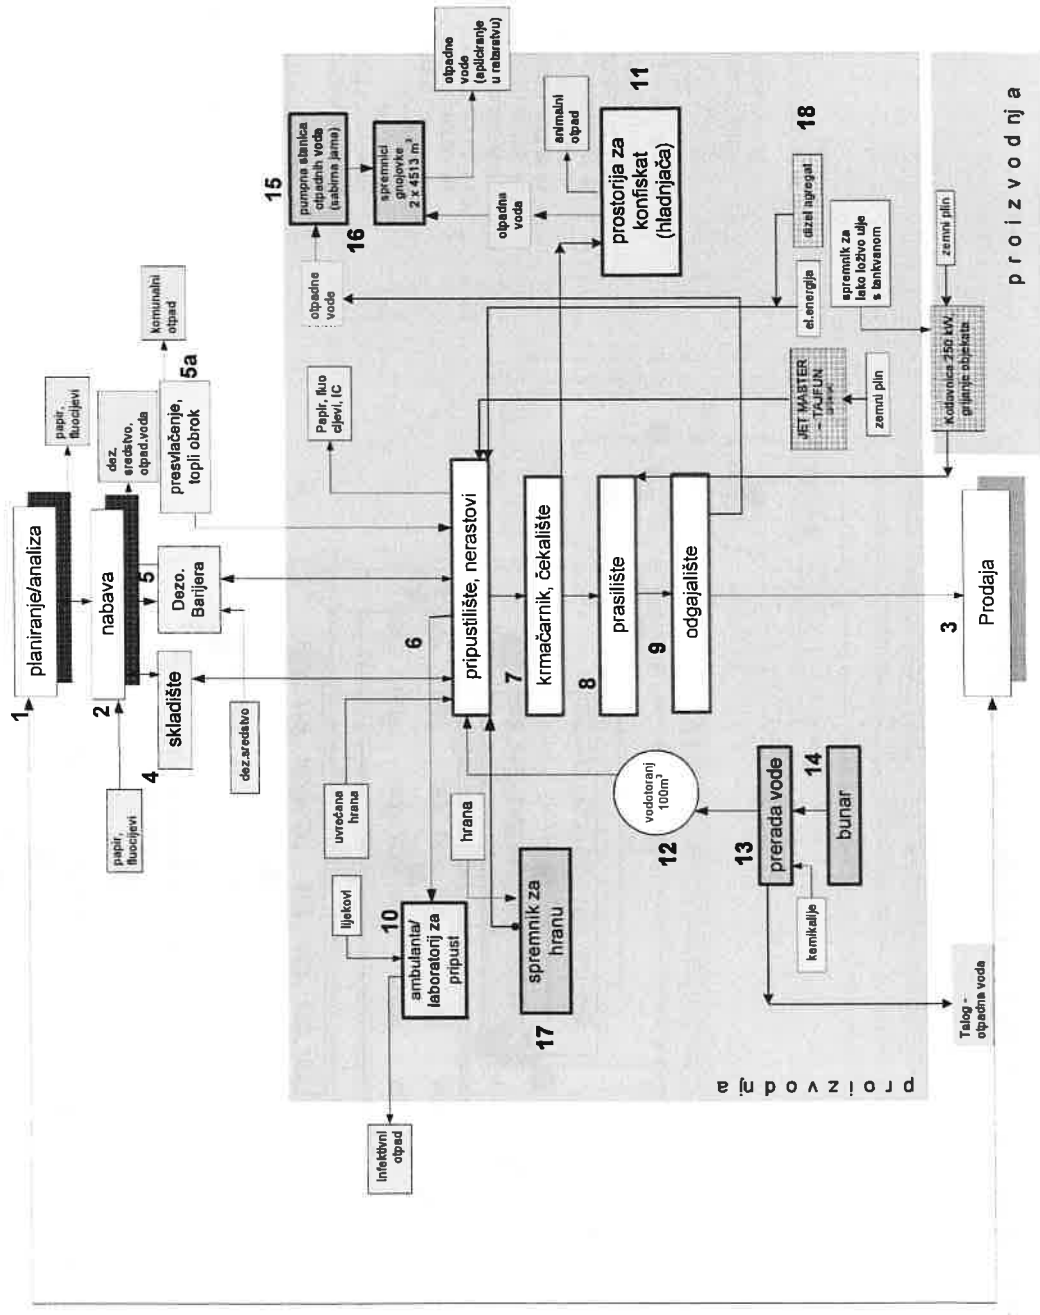 1
planiranje/analiza
papir,
fluocijevi
2
nabava
papir,
fluocijevi
dez.
sredstvo,
otpad.voda
komunalni
otpad
5a
presvlačenje,
topli obrok
4
skladište
5
Dezo.
Barijera
dez.sredstvo
proizvodnja
15
pumpna stanica
otpadnih voda
(sabirna jama)
16
spremnici
gnojovke
2 x 4513 m³
otpadne
vode
(apliciranje
u ratarstvu)
otpadne
vode
otpadna
voda
animalni
otpad
11
prostorija za
konfiskat
(hladnjača)
Papir, fluo
cijevi, IC
uvrećana
hrana
lijekovi
hrana
10
ambulanta/
laboratorij za
pripust
Infektivni
otpad
17
spremnik za
hranu
6
pripustilište, nerastovi
7
krmačarnik, čekalište
8
prasilište
9
odgajalište
12
vodotoranj
100m³
13
prerada vode
14
bunar
kemikalije
Talog -
otpadna voda
18
dizel agregat
el.energija
spremnik za
lako loživo ulje
s tankvanom
JET MASTER
– TAJFUN
zemni plin
zemni plin
Kotlovnica 250 kW,
grijanje objekata
proizvodnja
3
Prodaja